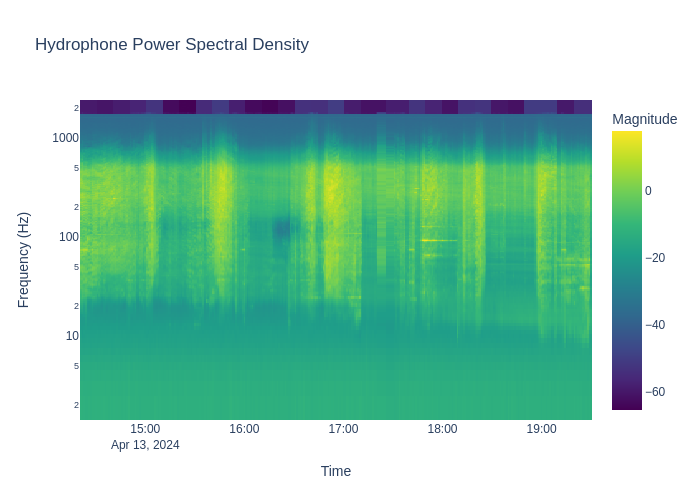 Hydrophone Power Spectral Density
Magnitude
2
1000
5
2
100
5
2
10
5
2
0
−20
−40
−60
Frequency (Hz)
15:00 16:00 17:00 18:00 19:00
Apr 13, 2024
Time